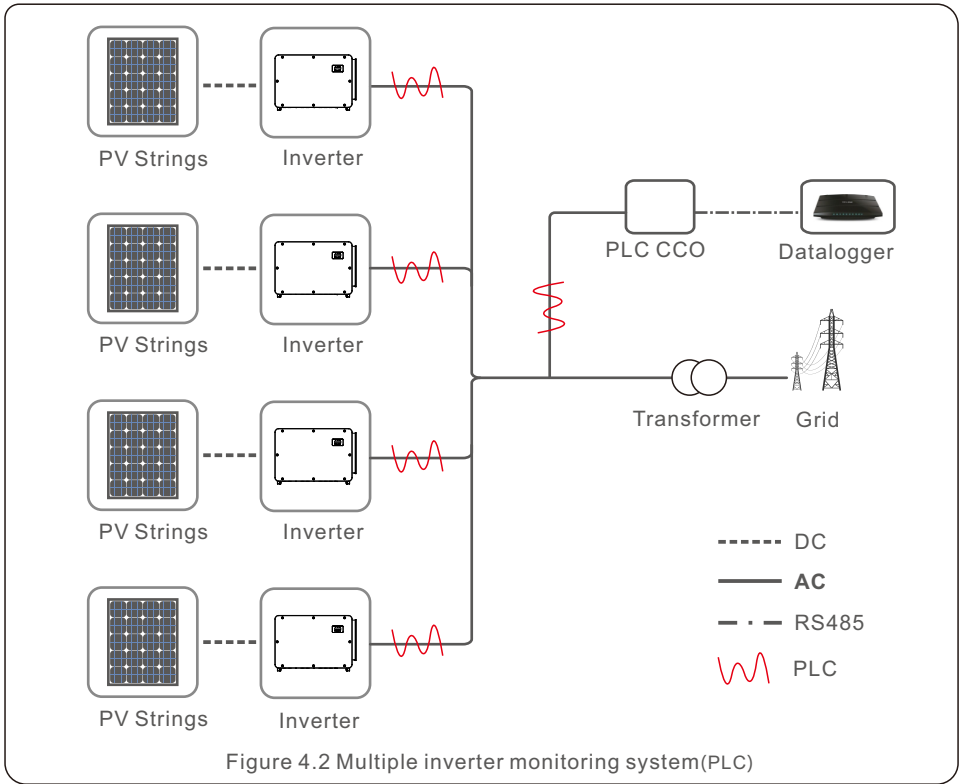 PV Strings
Inverter
PLC CCO
Datalogger
PV Strings
Inverter
Transformer
Grid
PV Strings
Inverter
DC
AC
RS485
PLC
PV Strings
Inverter
Figure 4.2 Multiple inverter monitoring system(PLC)